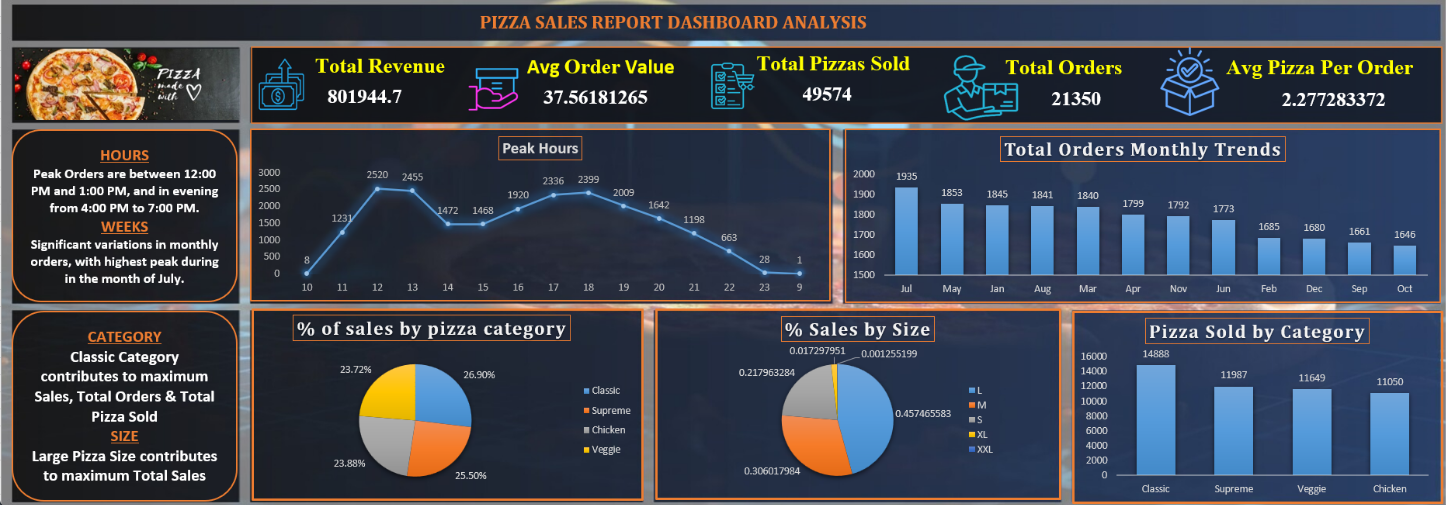 PIZZA SALES REPORT DASHBOARD ANALYSIS
PIZZA
made
with
Total Revenue
801944.7
Avg Order Value
37.56181265
Total Pizzas Sold
49574
Total Orders
21350
Avg Pizza Per Order
2.277283372
HOURS
Peak Orders are between 12:00
PM and 1:00 PM, and in evening
from 4:00 PM to 7:00 PM.
WEEKS
Significant variations in monthly
orders, with highest peak during
in the month of July.
Peak Hours
3000
2500
2000
1500
1000
500
0
8
1231
2520
2455
1472
1468
1920
2336
2399
2009
1642
1198
663
28
1
10 11 12 13 14 15 16 17 18 19 20 21 22 23 9
Total Orders Monthly Trends
2000
1900
1800
1700
1600
1500
1935
1853
1845
1841
1840
1799
1792
1773
1685
1680
1661
1646
Jul May Jan Aug Mar Apr Nov Jun Feb Dec Sep Oct
CATEGORY
Classic Category
contributes to maximum
Sales, Total Orders & Total
Pizza Sold
SIZE
Large Pizza Size contributes
to maximum Total Sales
% of sales by pizza category
23.72%
26.90%
23.88%
25.50%
Classic
Supreme
Chicken
Veggie
% Sales by Size
0.017297951
0.001255199
0.217963284
0.457465583
0.306017984
L
M
S
XL
XXL
Pizza Sold by Category
16000
14000
12000
10000
8000
6000
4000
2000
0
14888
11987
11649
11050
Classic Supreme Veggie Chicken